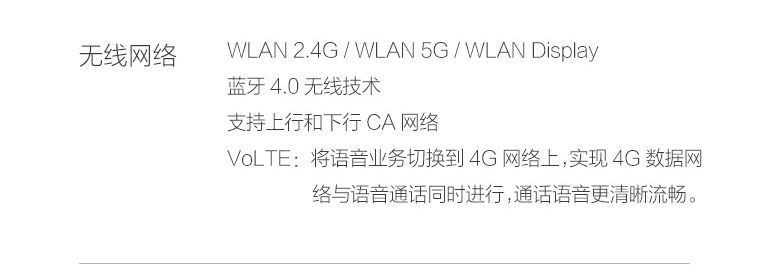 无线网络
WLAN 2.4G / WLAN 5G / WLAN Display
蓝牙 4.0 无线技术
支持上行和下行 CA 网络
VoLTE：将语音业务切换到 4G 网络上，实现 4G 数据网
络与语音通话同时进行，通话语音更清晰流畅。